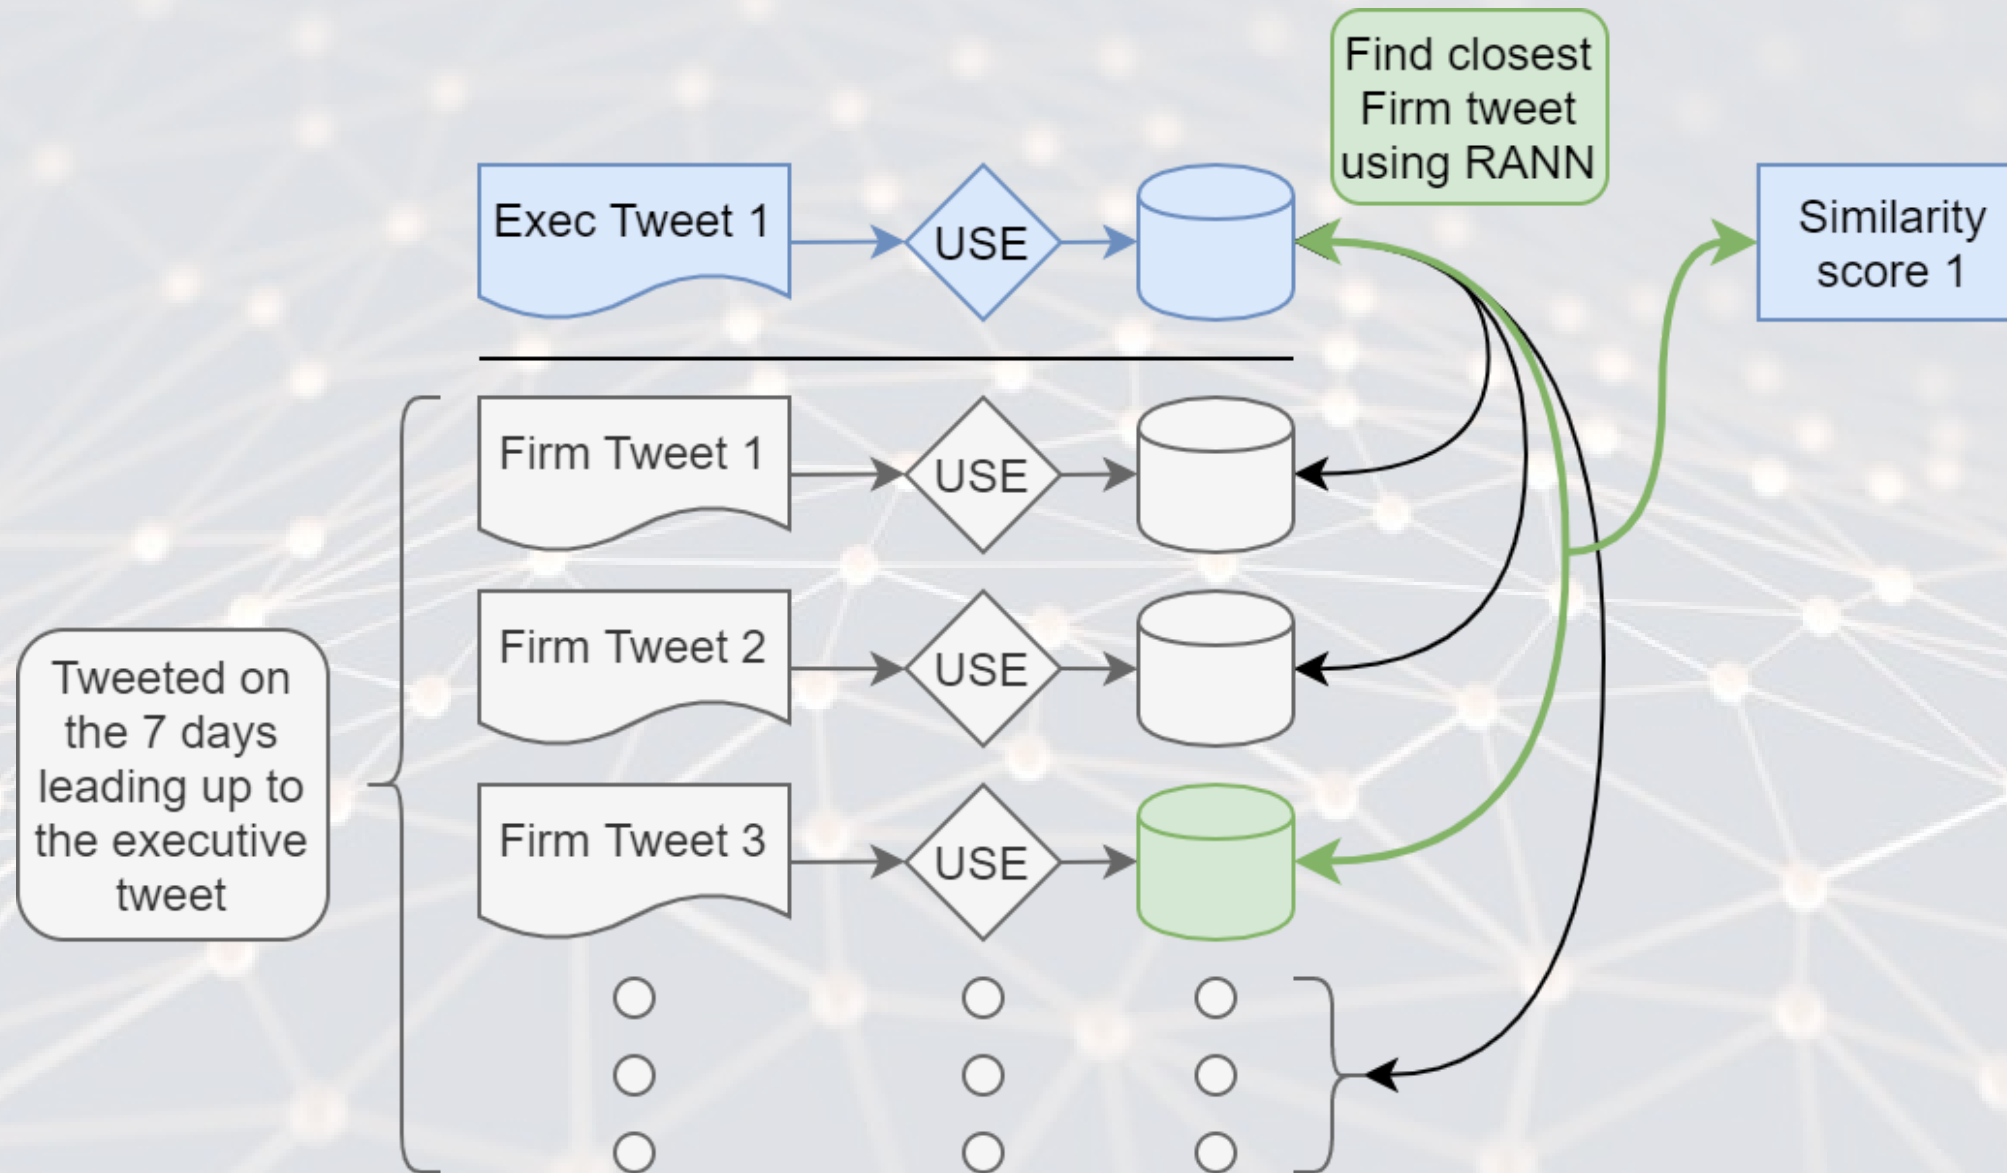 Find closest
Firm tweet
using RANN
Exec Tweet 1
USE
Similarity
score 1
Firm Tweet 1
USE
Firm Tweet 2
USE
Tweeted on
the 7 days
leading up to
the executive
tweet
Firm Tweet 3
USE